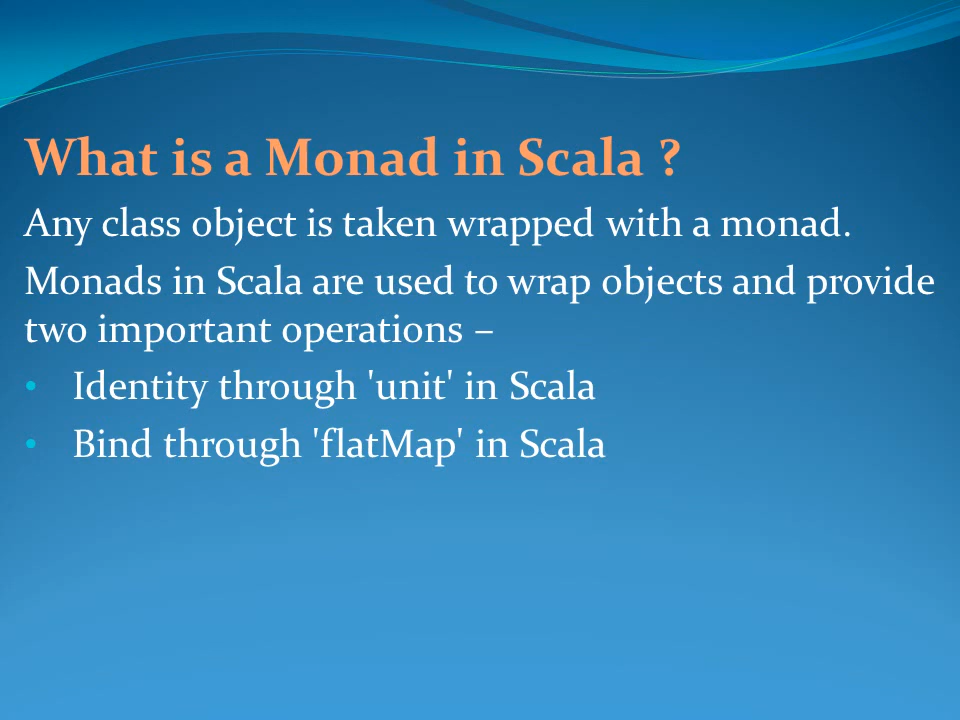 What is a Monad in Scala ?
Any class object is taken wrapped with a monad.
Monads in Scala are used to wrap objects and provide
two important operations –
• Identity through 'unit' in Scala
• Bind through 'flatMap' in Scala